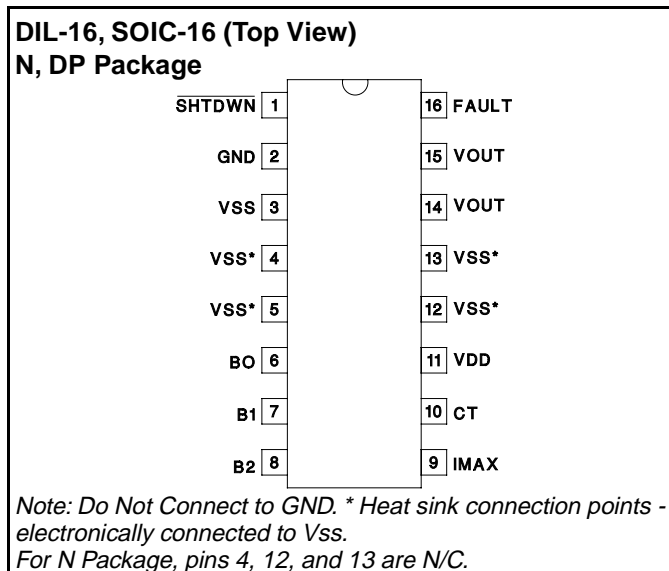 DIL-16, SOIC-16 (Top View)
N, DP Package
SHTDWN 1 16 FAULT
GND 2 15 VOUT
VSS 3 14 VOUT
VSS* 4 13 VSS*
VSS* 5 12 VSS*
BO 6 11 VDD
B1 7 10 CT
B2 8 9 IMAX
Note: Do Not Connect to GND. * Heat sink connection points -
electronically connected to Vss.
For N Package, pins 4, 12, and 13 are N/C.